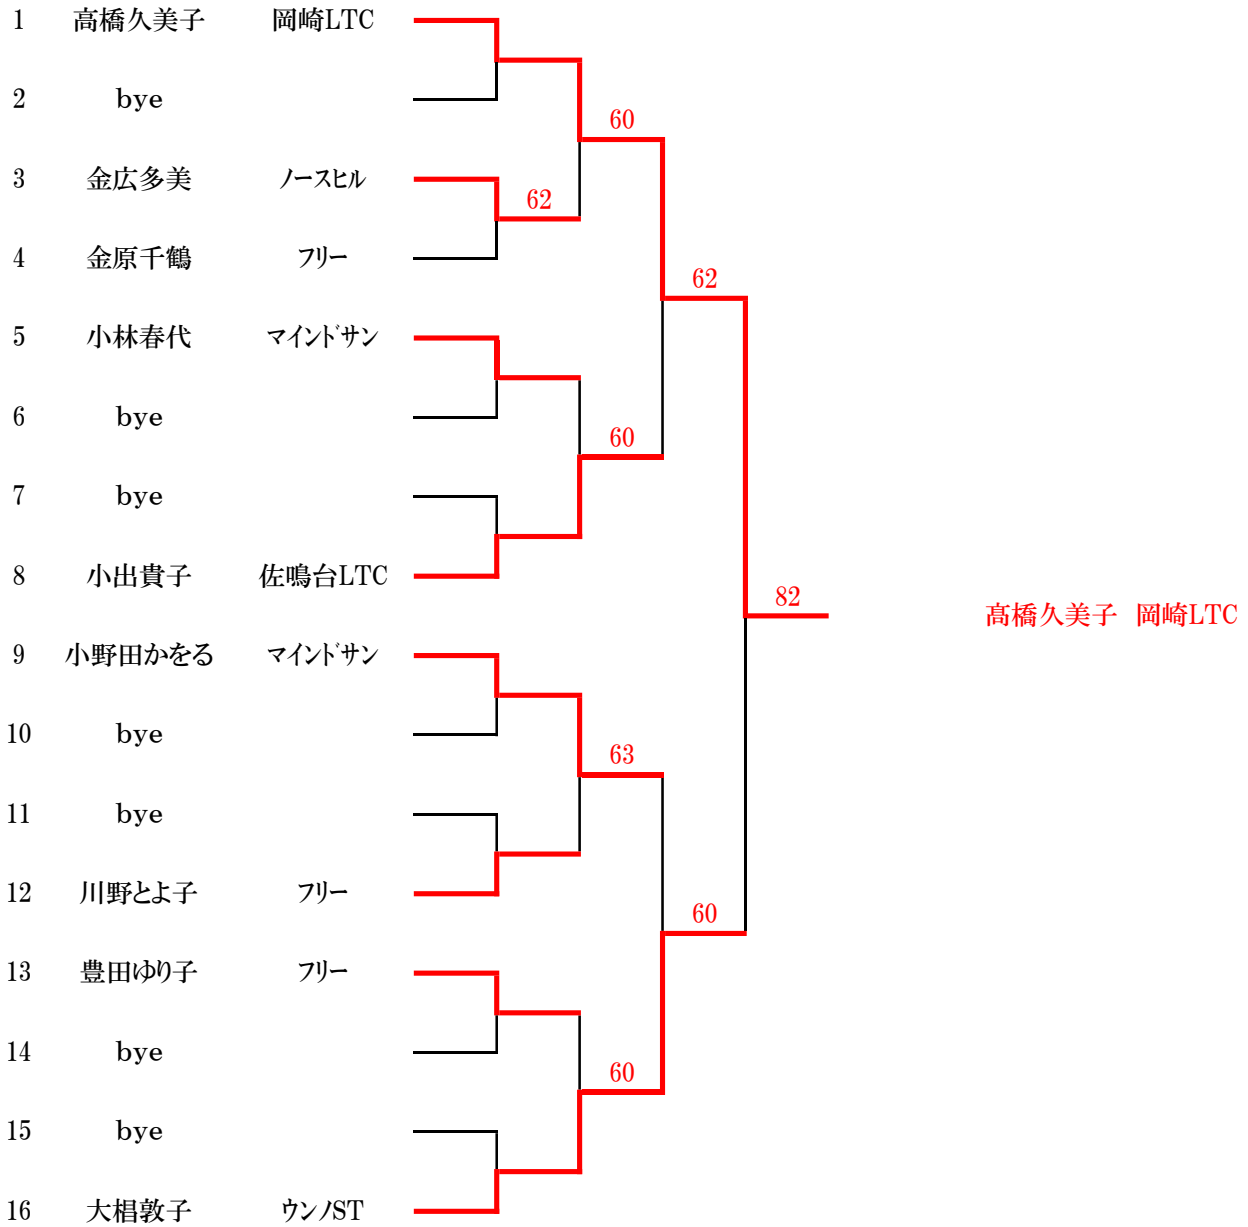 1 高橋久美子 岡崎LTC
2 bye
60
3 金広多美 ノースヒル
62
4 金原千鶴 フリー
62
5 小林春代 マインドサン
6 bye
60
7 bye
8 小出貴子 佐鳴台LTC
82
高橋久美子 岡崎LTC
9 小野田かをる マインドサン
10 bye
63
11 bye
12 川野とよ子 フリー
60
13 豊田ゆり子 フリー
14 bye
60
15 bye
16 大椙敦子 ウンノST